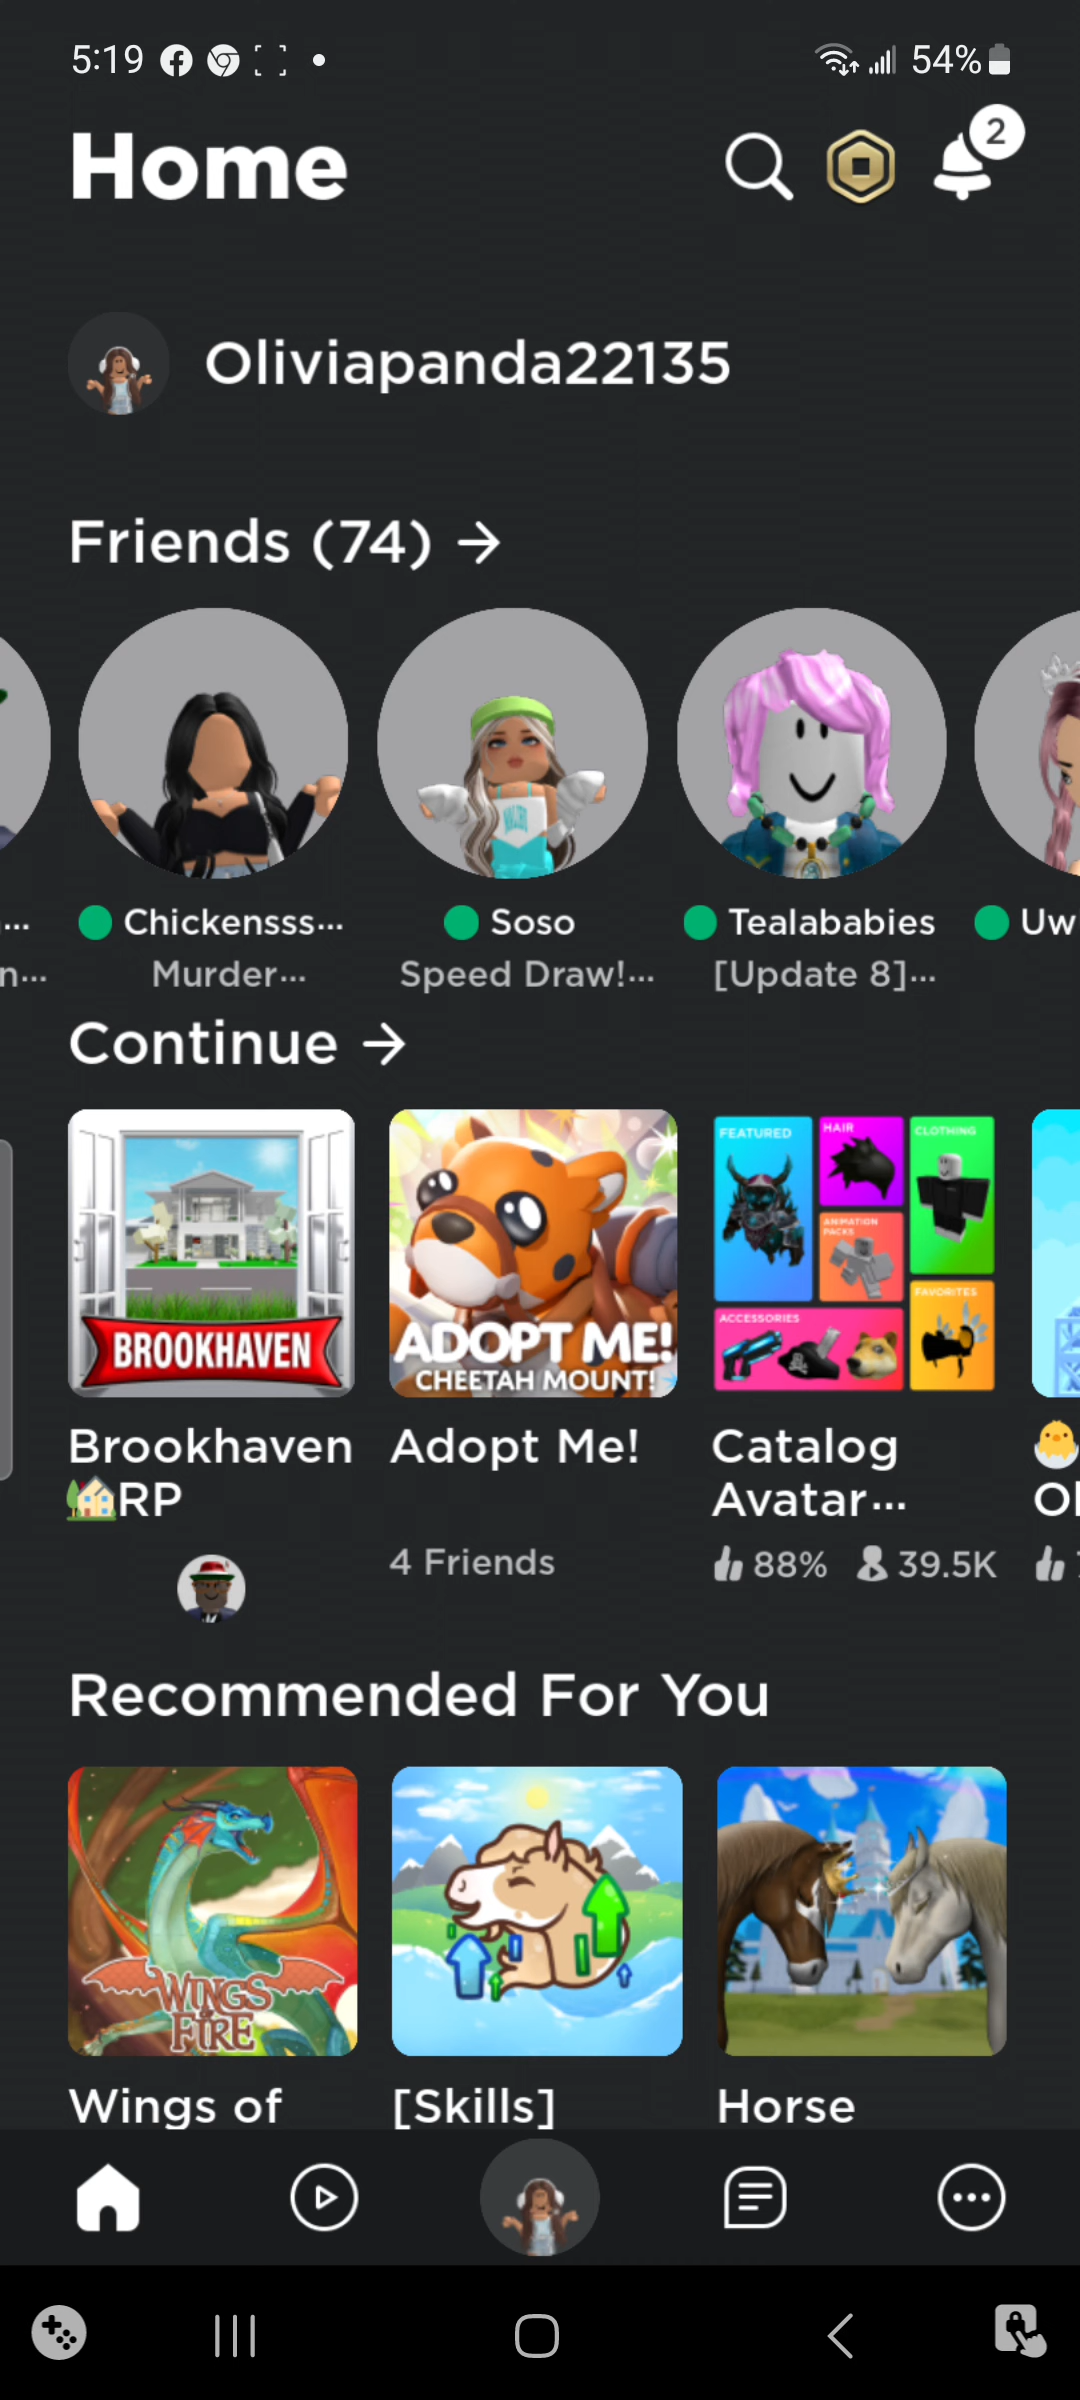 5:19
54%
Home
2
Oliviapanda22135
Friends (74) →
... Chickensss... Soso Tealababies Uw
n... Murder... Speed Draw!... [Update 8]...
Continue →
BROOKHAVEN
ADOPT ME!
CHEETAH MOUNT!
FEATURED
HAIR
CLOTHING
ANIMATION
PACKS
FAVORITES
ACCESSORIES
Brookhaven
🏡RP
Adopt Me!
4 Friends
Catalog
Avatar...
88% 39.5K
🐣
Recommended For You
WINGS
OF
FIRE
Wings of
[Skills]
Horse